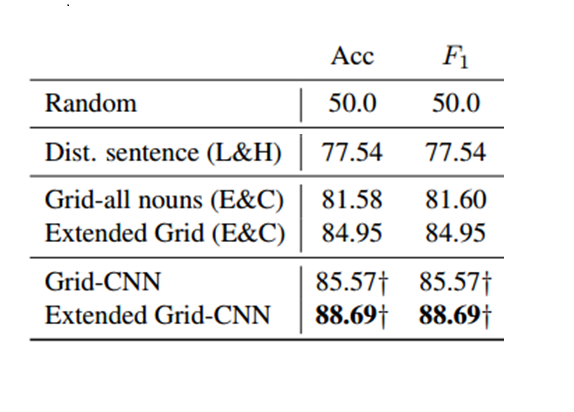 Acc F1
Random 50.0 50.0
Dist. sentence (L&H) 77.54 77.54
Grid-all nouns (E&C) 81.58 81.60
Extended Grid (E&C) 84.95 84.95
Grid-CNN 85.57† 85.57†
Extended Grid-CNN 88.69† 88.69†